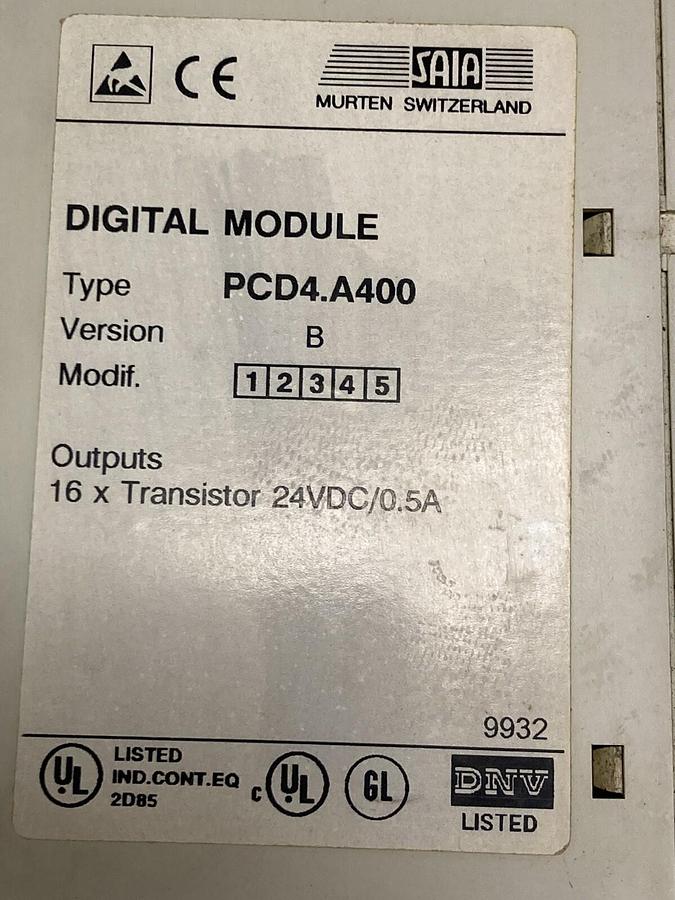 CE
SAIA
MURTEN SWITZERLAND
DIGITAL MODULE
Type PCD4.A400
Version B
Modif. 1 2 3 4 5
Outputs
16 x Transistor 24VDC/0.5A
9932
UL LISTED
IND.CONT.EQ
2D85
c UL
GL
DNV
LISTED